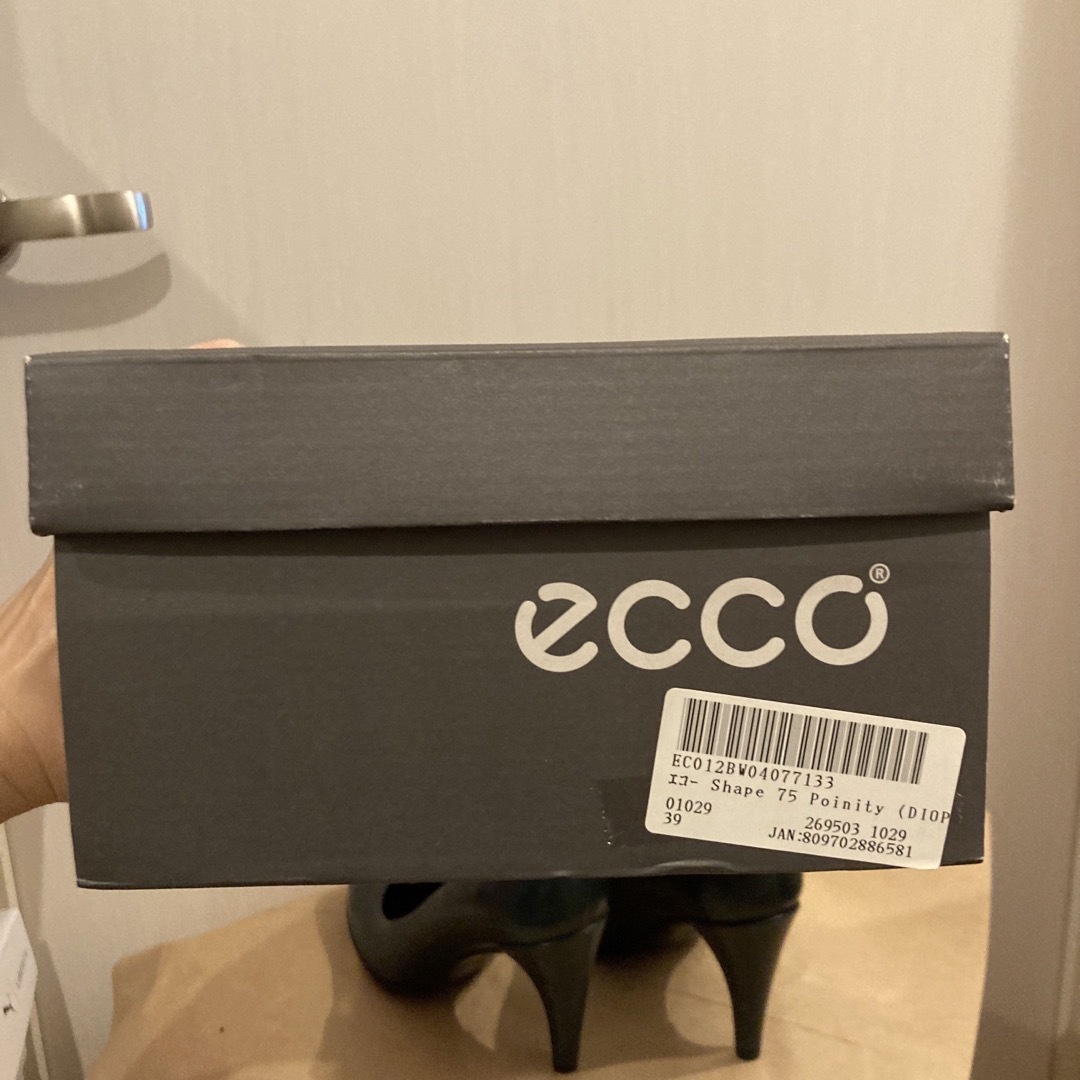 ecco®
EC012BW04077133
エコー Shape 75 Poinity (DIOP
01029
269503 1029
39
JAN:809702886581